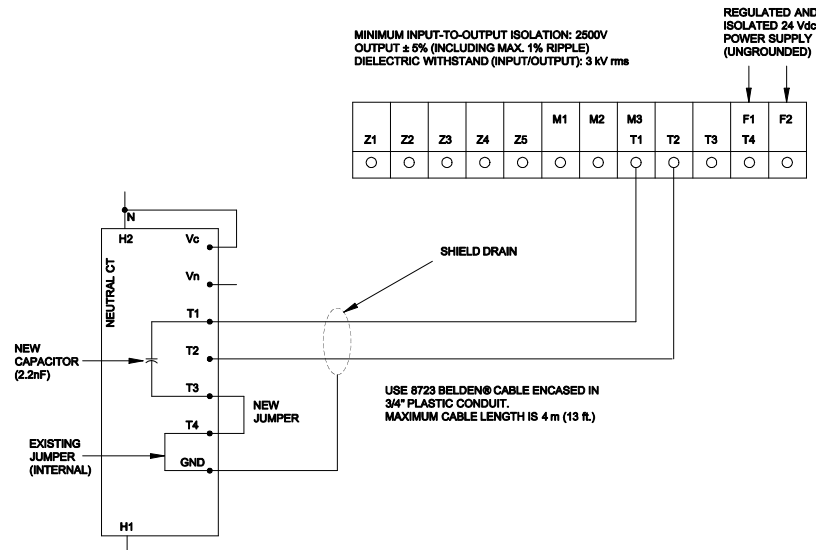 REGULATED AND
ISOLATED 24 Vdc
POWER SUPPLY
(UNGROUNDED)
MINIMUM INPUT-TO-OUTPUT ISOLATION: 2500V
OUTPUT ± 5% (INCLUDING MAX. 1% RIPPLE)
DIELECTRIC WITHSTAND (INPUT/OUTPUT): 3 kV rms
M1 M2 M3 F1 F2
Z1 Z2 Z3 Z4 Z5 T1 T2 T3 T4
N
H2
Vc
NEUTRAL CT
Vn
SHIELD DRAIN
T1
NEW
CAPACITOR
(2.2nF)
T2
T3
NEW
JUMPER
USE 8723 BELDEN® CABLE ENCASED IN
3/4" PLASTIC CONDUIT.
MAXIMUM CABLE LENGTH IS 4 m (13 ft.)
T4
EXISTING
JUMPER
(INTERNAL)
GND
H1